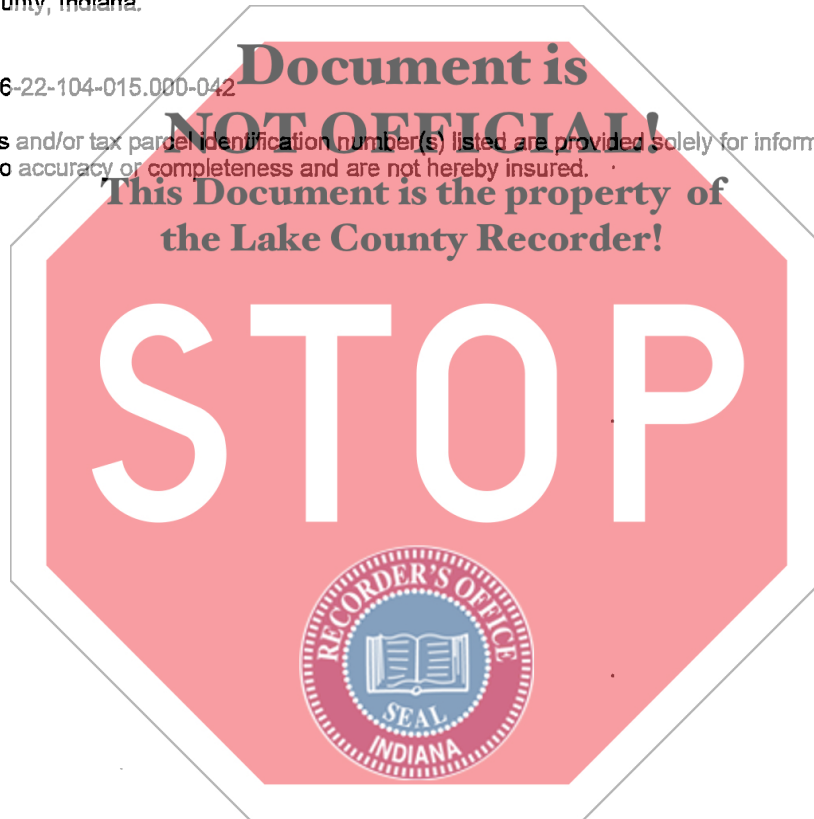 unty, Indiana.
Document is
6-22-104-015.000-042
NOT OFFICIAL!
s and/or tax parcel identification number(s) listed are provided solely for inform
o accuracy or completeness and are not hereby insured.
This Document is the property of
the Lake County Recorder!
STOP
RECORDER'S OFFICE
SEAL
INDIANA